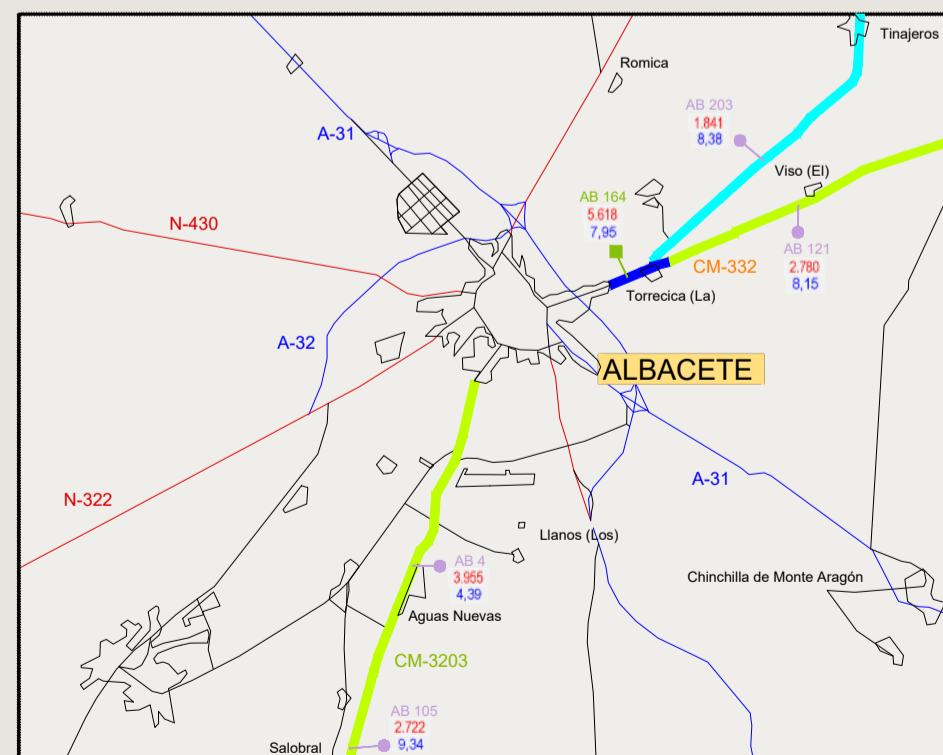 Tinajeros
Romica
AB 203
1.841
8,38
A-31
Viso (El)
AB 164
5.618
7,95
N-430
AB 121
2.780
8,15
CM-332
Torrecica (La)
A-32
ALBACETE
N-322
A-31
Llanos (Los)
AB 4
3.955
4,39
Chinchilla de Monte Aragón
Aguas Nuevas
CM-3203
AB 105
2.722
9,34
Salobral